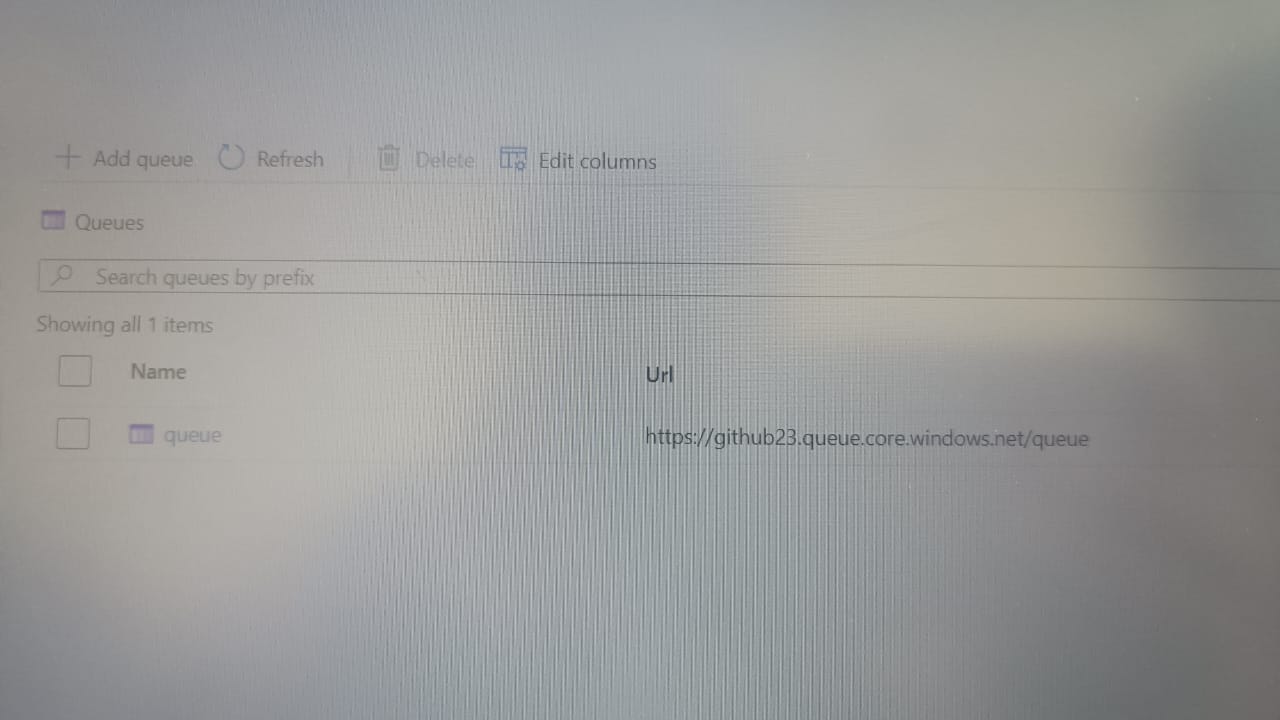 Add queue Refresh Delete Edit columns
Queues
Search queues by prefix
Showing all 1 items
Name Url
queue https://github23.queue.core.windows.net/queue